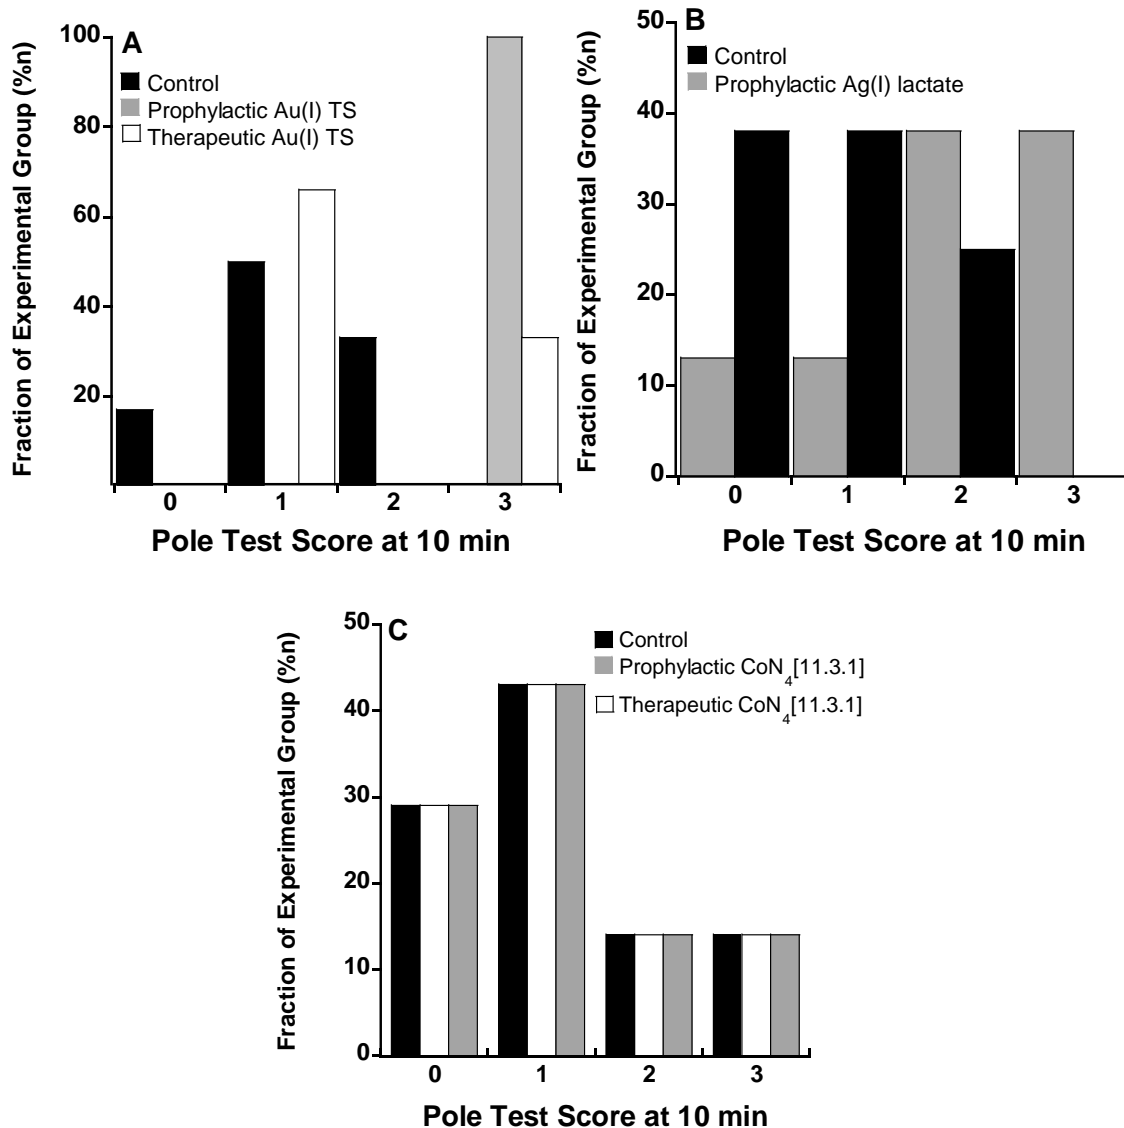 A
Control
Prophylactic Au(I) TS
Therapeutic Au(I) TS
Fraction of Experimental Group (%n)
100
80
60
40
20
0 1 2 3
Pole Test Score at 10 min
B
Control
Prophylactic Ag(I) lactate
Fraction of Experimental Group (%n)
50
40
30
20
10
0
0 1 2 3
Pole Test Score at 10 min
C
Control
Prophylactic CoN4[11.3.1]
Therapeutic CoN4[11.3.1]
Fraction of Experimental Group (%n)
50
40
30
20
10
0
0 1 2 3
Pole Test Score at 10 min